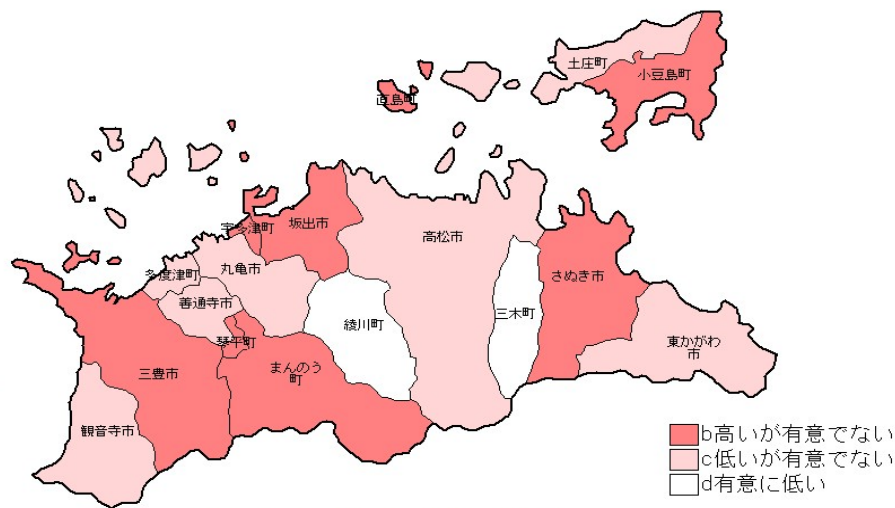 土庄町
小豆島町
直島町
宇多津町
坂出市
高松市
多度津町
丸亀市
さぬき市
善通寺市
綾川町
三木町
琴平町
まんのう
町
東かがわ
市
三豊市
観音寺市
b高いが有意でない
c低いが有意でない
d有意に低い